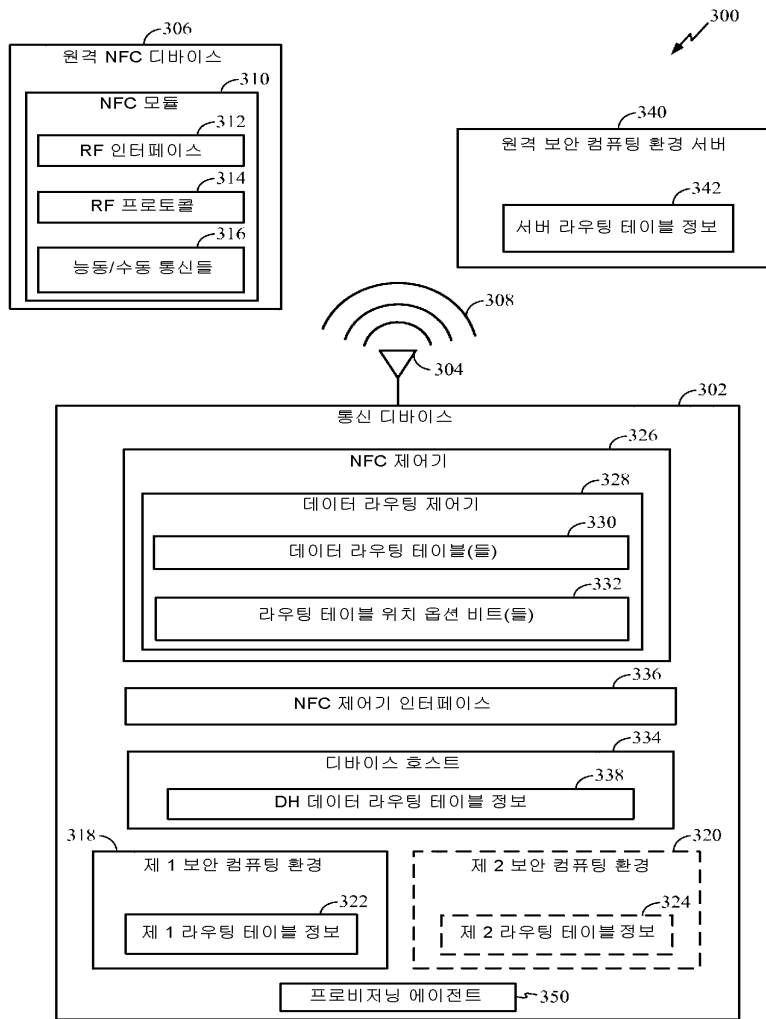 300
306
원격 NFC 디바이스
310
NFC 모듈
312
RF 인터페이스
314
RF 프로토콜
316
능동/수동 통신들
340
원격 보안 컴퓨팅 환경 서버
342
서버 라우팅 테이블 정보
308
304
302
통신 디바이스
326
NFC 제어기
328
데이터 라우팅 제어기
330
데이터 라우팅 테이블(들)
332
라우팅 테이블 위치 옵션 비트(들)
336
NFC 제어기 인터페이스
334
디바이스 호스트
338
DH 데이터 라우팅 테이블 정보
318
제 1 보안 컴퓨팅 환경
322
제 1 라우팅 테이블 정보
320
제 2 보안 컴퓨팅 환경
324
제 2 라우팅 테이블 정보
프로비저닝 에이전트
350